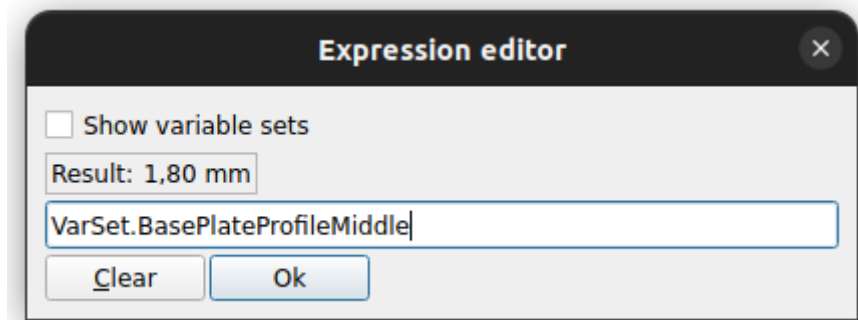 Expression editor
Show variable sets
Result: 1,80 mm
VarSet.BasePlateProfileMiddle
Clear Ok